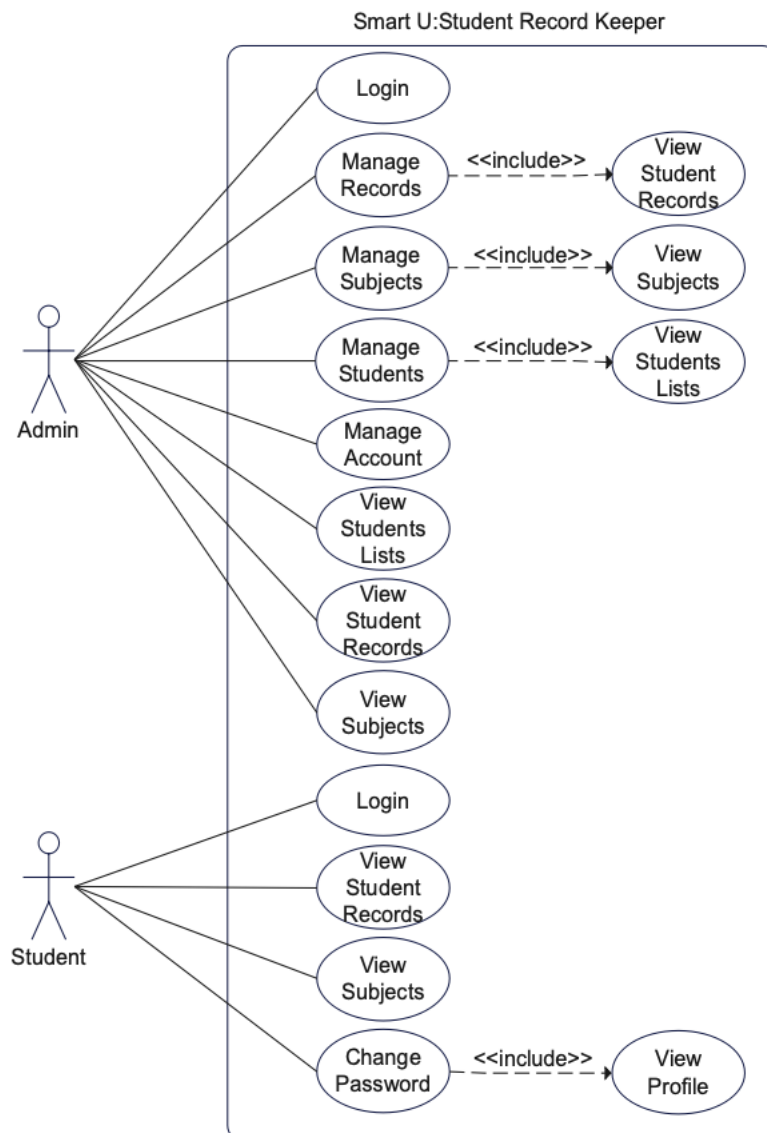 Smart U:Student Record Keeper
Login
Manage
Records
<<include>>
View
Student
Records
Manage
Subjects
<<include>>
View
Subjects
Manage
Students
<<include>>
View
Students
Lists
Admin
Manage
Account
View
Students
Lists
View
Student
Records
View
Subjects
Login
View
Student
Records
Student
View
Subjects
Change
Password
<<include>>
View
Profile